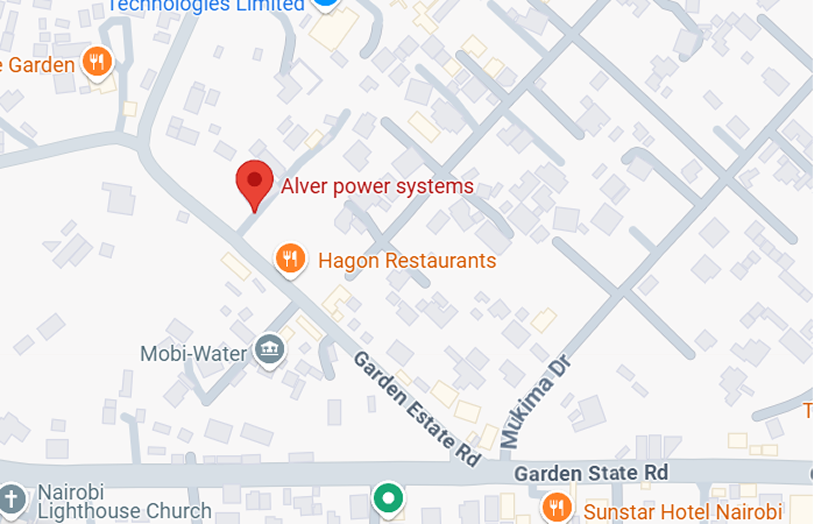 Technologies Limited
e Garden
Alver power systems
Hagon Restaurants
Mobi-Water
Garden Estate Rd
Mukima Dr
Garden State Rd
Nairobi
Lighthouse Church
Sunstar Hotel Nairobi
T